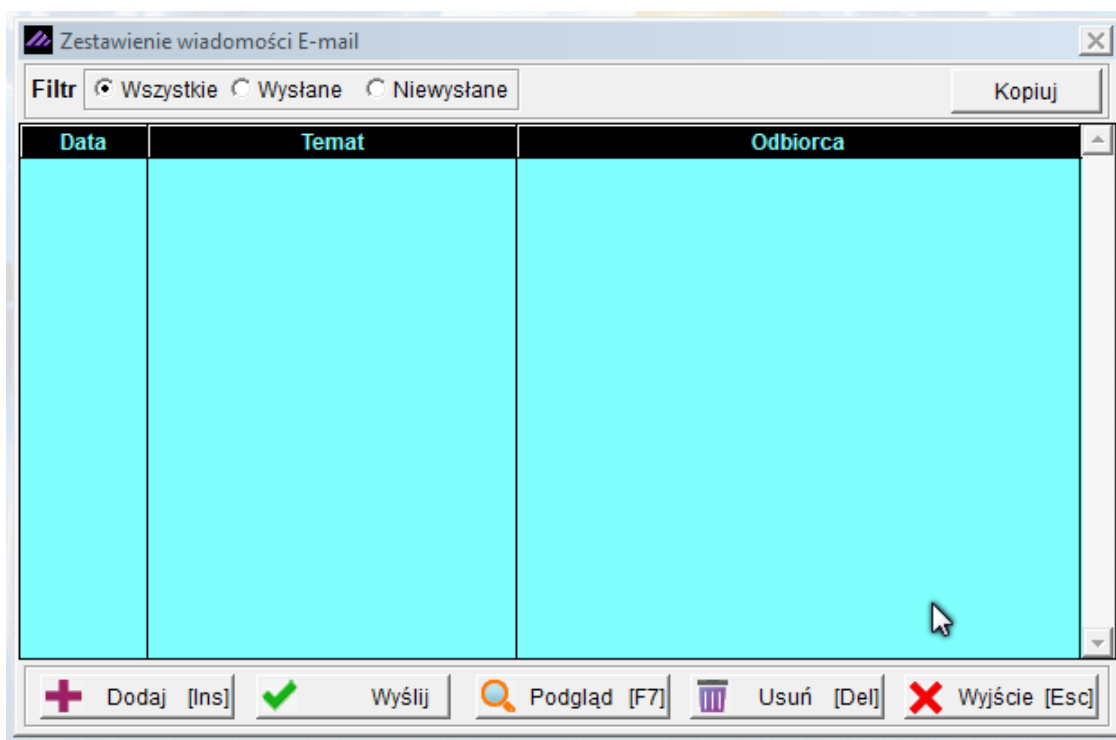 Zestawienie wiadomości E-mail
Filtr Wszystkie Wysłane Niewysłane Kopiuj
Data Temat Odbiorca
Dodaj [Ins] Wyślij Podgląd [F7] Usuń [Del] Wyjście [Esc]